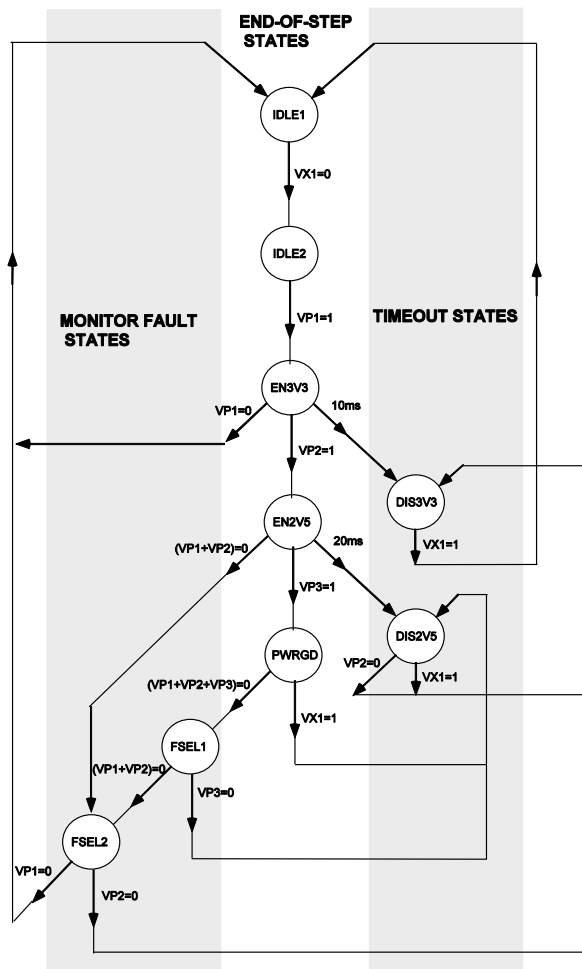 END-OF-STEP
STATES
IDLE1
VX1=0
IDLE2
MONITOR FAULT
STATES
VP1=1
TIMEOUT STATES
EN3V3
VP1=0
10ms
VP2=1
DIS3V3
EN2V5
VX1=1
(VP1+VP2)=0
20ms
VP3=1
DIS2V5
PWRGD
VP2=0
VX1=1
(VP1+VP2+VP3)=0
VX1=1
FSEL1
(VP1+VP2)=0
VP3=0
FSEL2
VP1=0
VP2=0